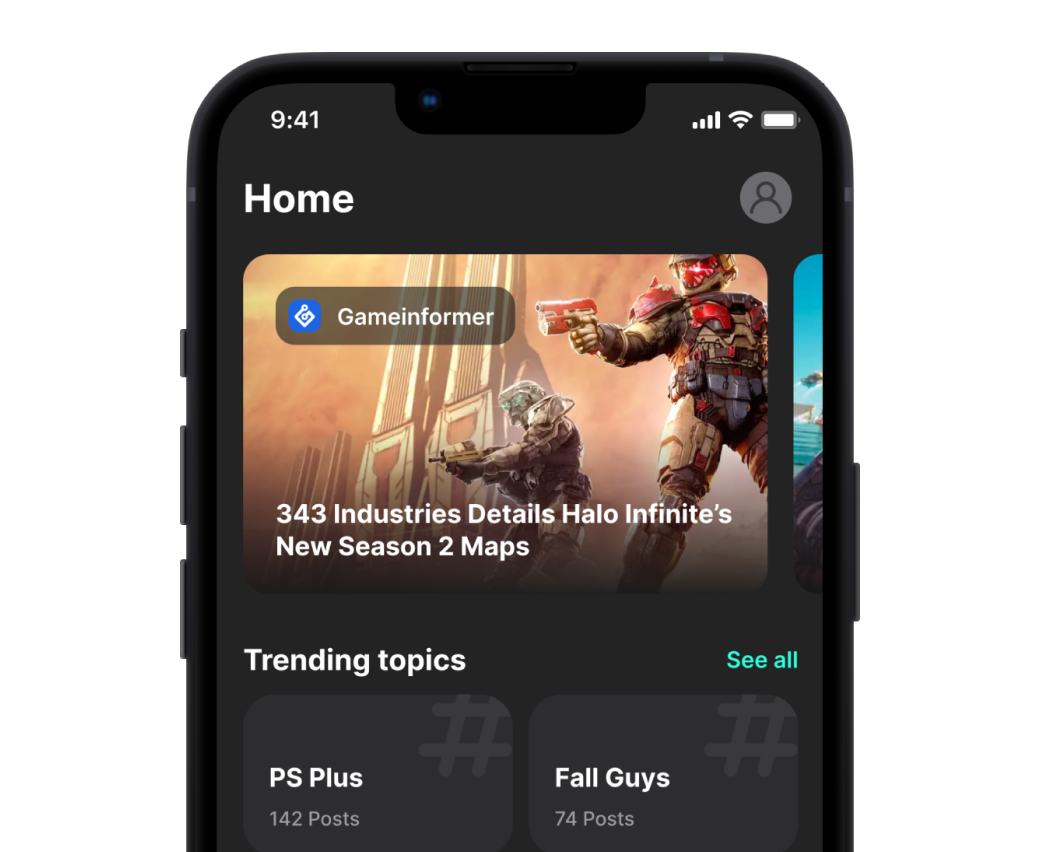 9:41
Home
Gameinformer
343 Industries Details Halo Infinite’s
New Season 2 Maps
Trending topics
See all
#
#
PS Plus
Fall Guys
142 Posts
74 Posts